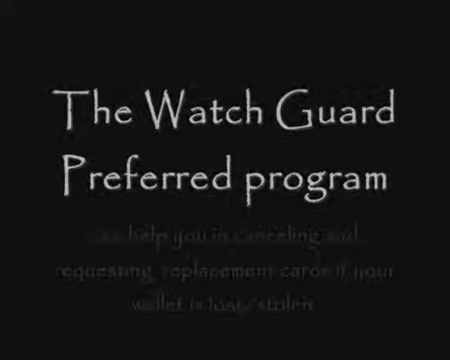 The Watch Guard
Preferred program
can help you in canceling and
requesting replacement cards if your
wallet is lost/stolen